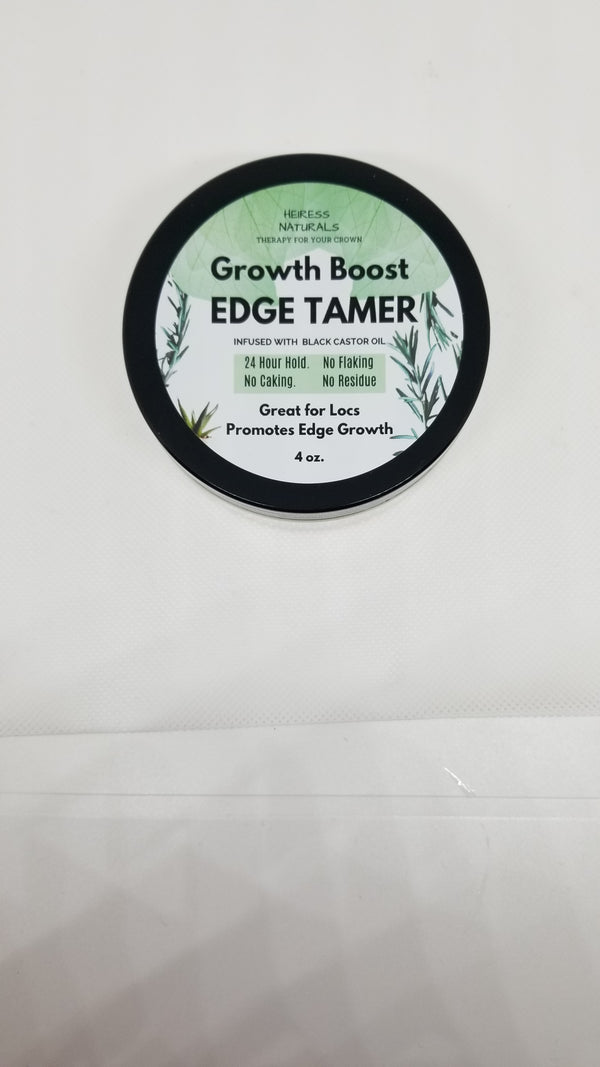 HEIRESS
NATURALS
THERAPY FOR YOUR CROWN
Growth Boost
EDGE TAMER
INFUSED WITH BLACK CASTOR OIL
24 Hour Hold. No Flaking
No Caking. No Residue
Great for Locs
Promotes Edge Growth
4 oz.